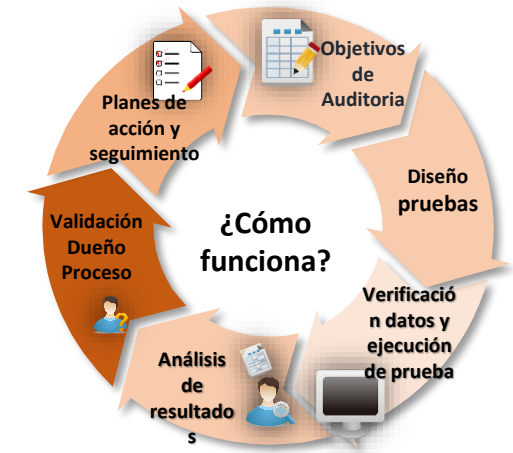 ¿Cómo
funciona?
Objetivos
de
Auditoria
Diseño
pruebas
Verificació
n datos y
ejecución
de prueba
Análisis
de
resultado
s
Validación
Dueño
Proceso
Planes de
acción y
seguimiento